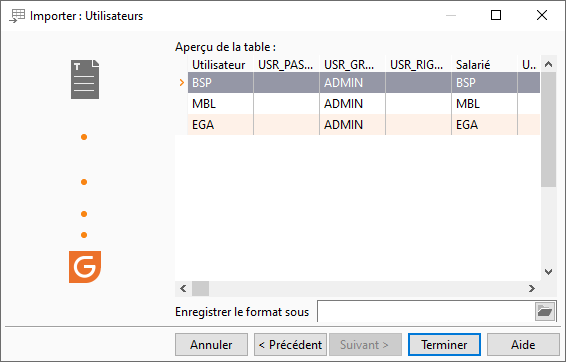 Importer : Utilisateurs
Aperçu de la table :
Utilisateur USR_PAS... USR_GR... USR_RIG... Salarié U...
BSP ADMIN BSP
MBL ADMIN MBL
EGA ADMIN EGA
Enregistrer le format sous
Annuler < Précédent Suivant > Terminer Aide